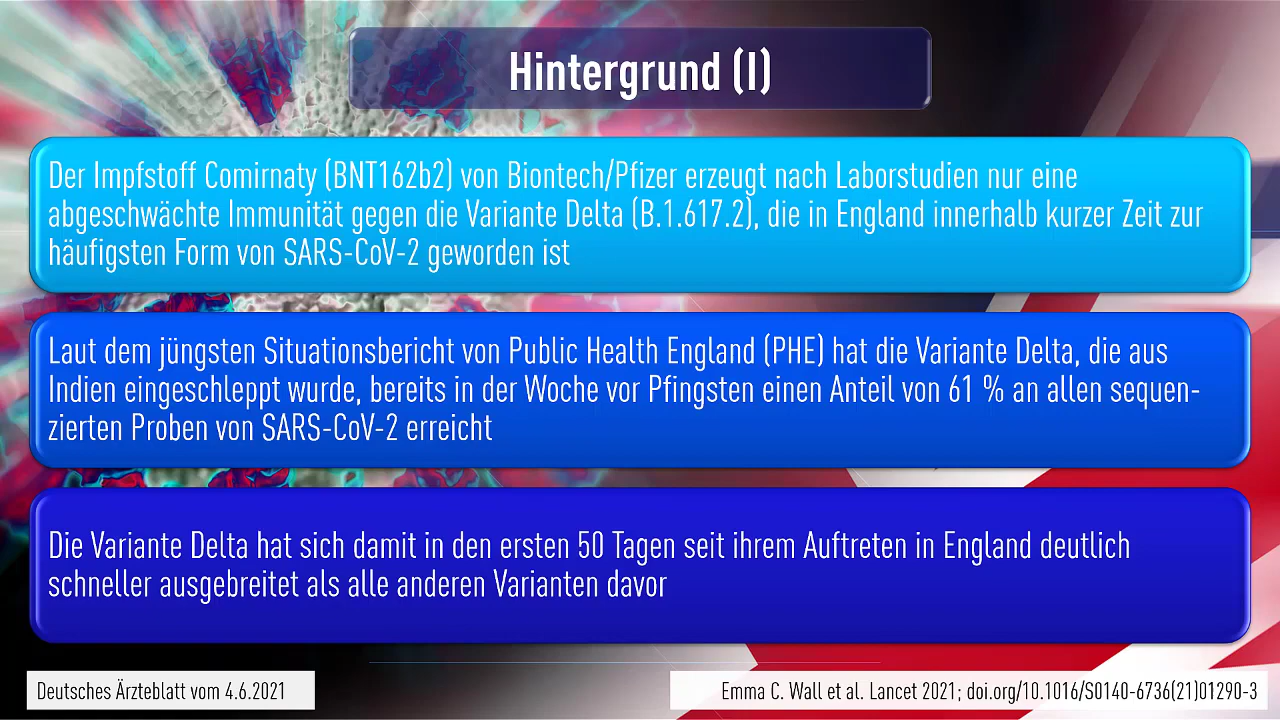 Hintergrund (I)
Der Impfstoff Comirnaty (BNT162b2) von Biontech/Pfizer erzeugt nach Laborstudien nur eine
abgeschwächte Immunität gegen die Variante Delta (B.1.617.2), die in England innerhalb kurzer Zeit zur
häufigsten Form von SARS-CoV-2 geworden ist
Laut dem jüngsten Situationsbericht von Public Health England (PHE) hat die Variante Delta, die aus
Indien eingeschleppt wurde, bereits in der Woche vor Pfingsten einen Anteil von 61 % an allen sequen-
zierten Proben von SARS-CoV-2 erreicht
Die Variante Delta hat sich damit in den ersten 50 Tagen seit ihrem Auftreten in England deutlich
schneller ausgebreitet als alle anderen Varianten davor
Deutsches Ärzteblatt vom 4.6.2021
Emma C. Wall et al. Lancet 2021; doi.org/10.1016/S0140-6736(21)01290-3